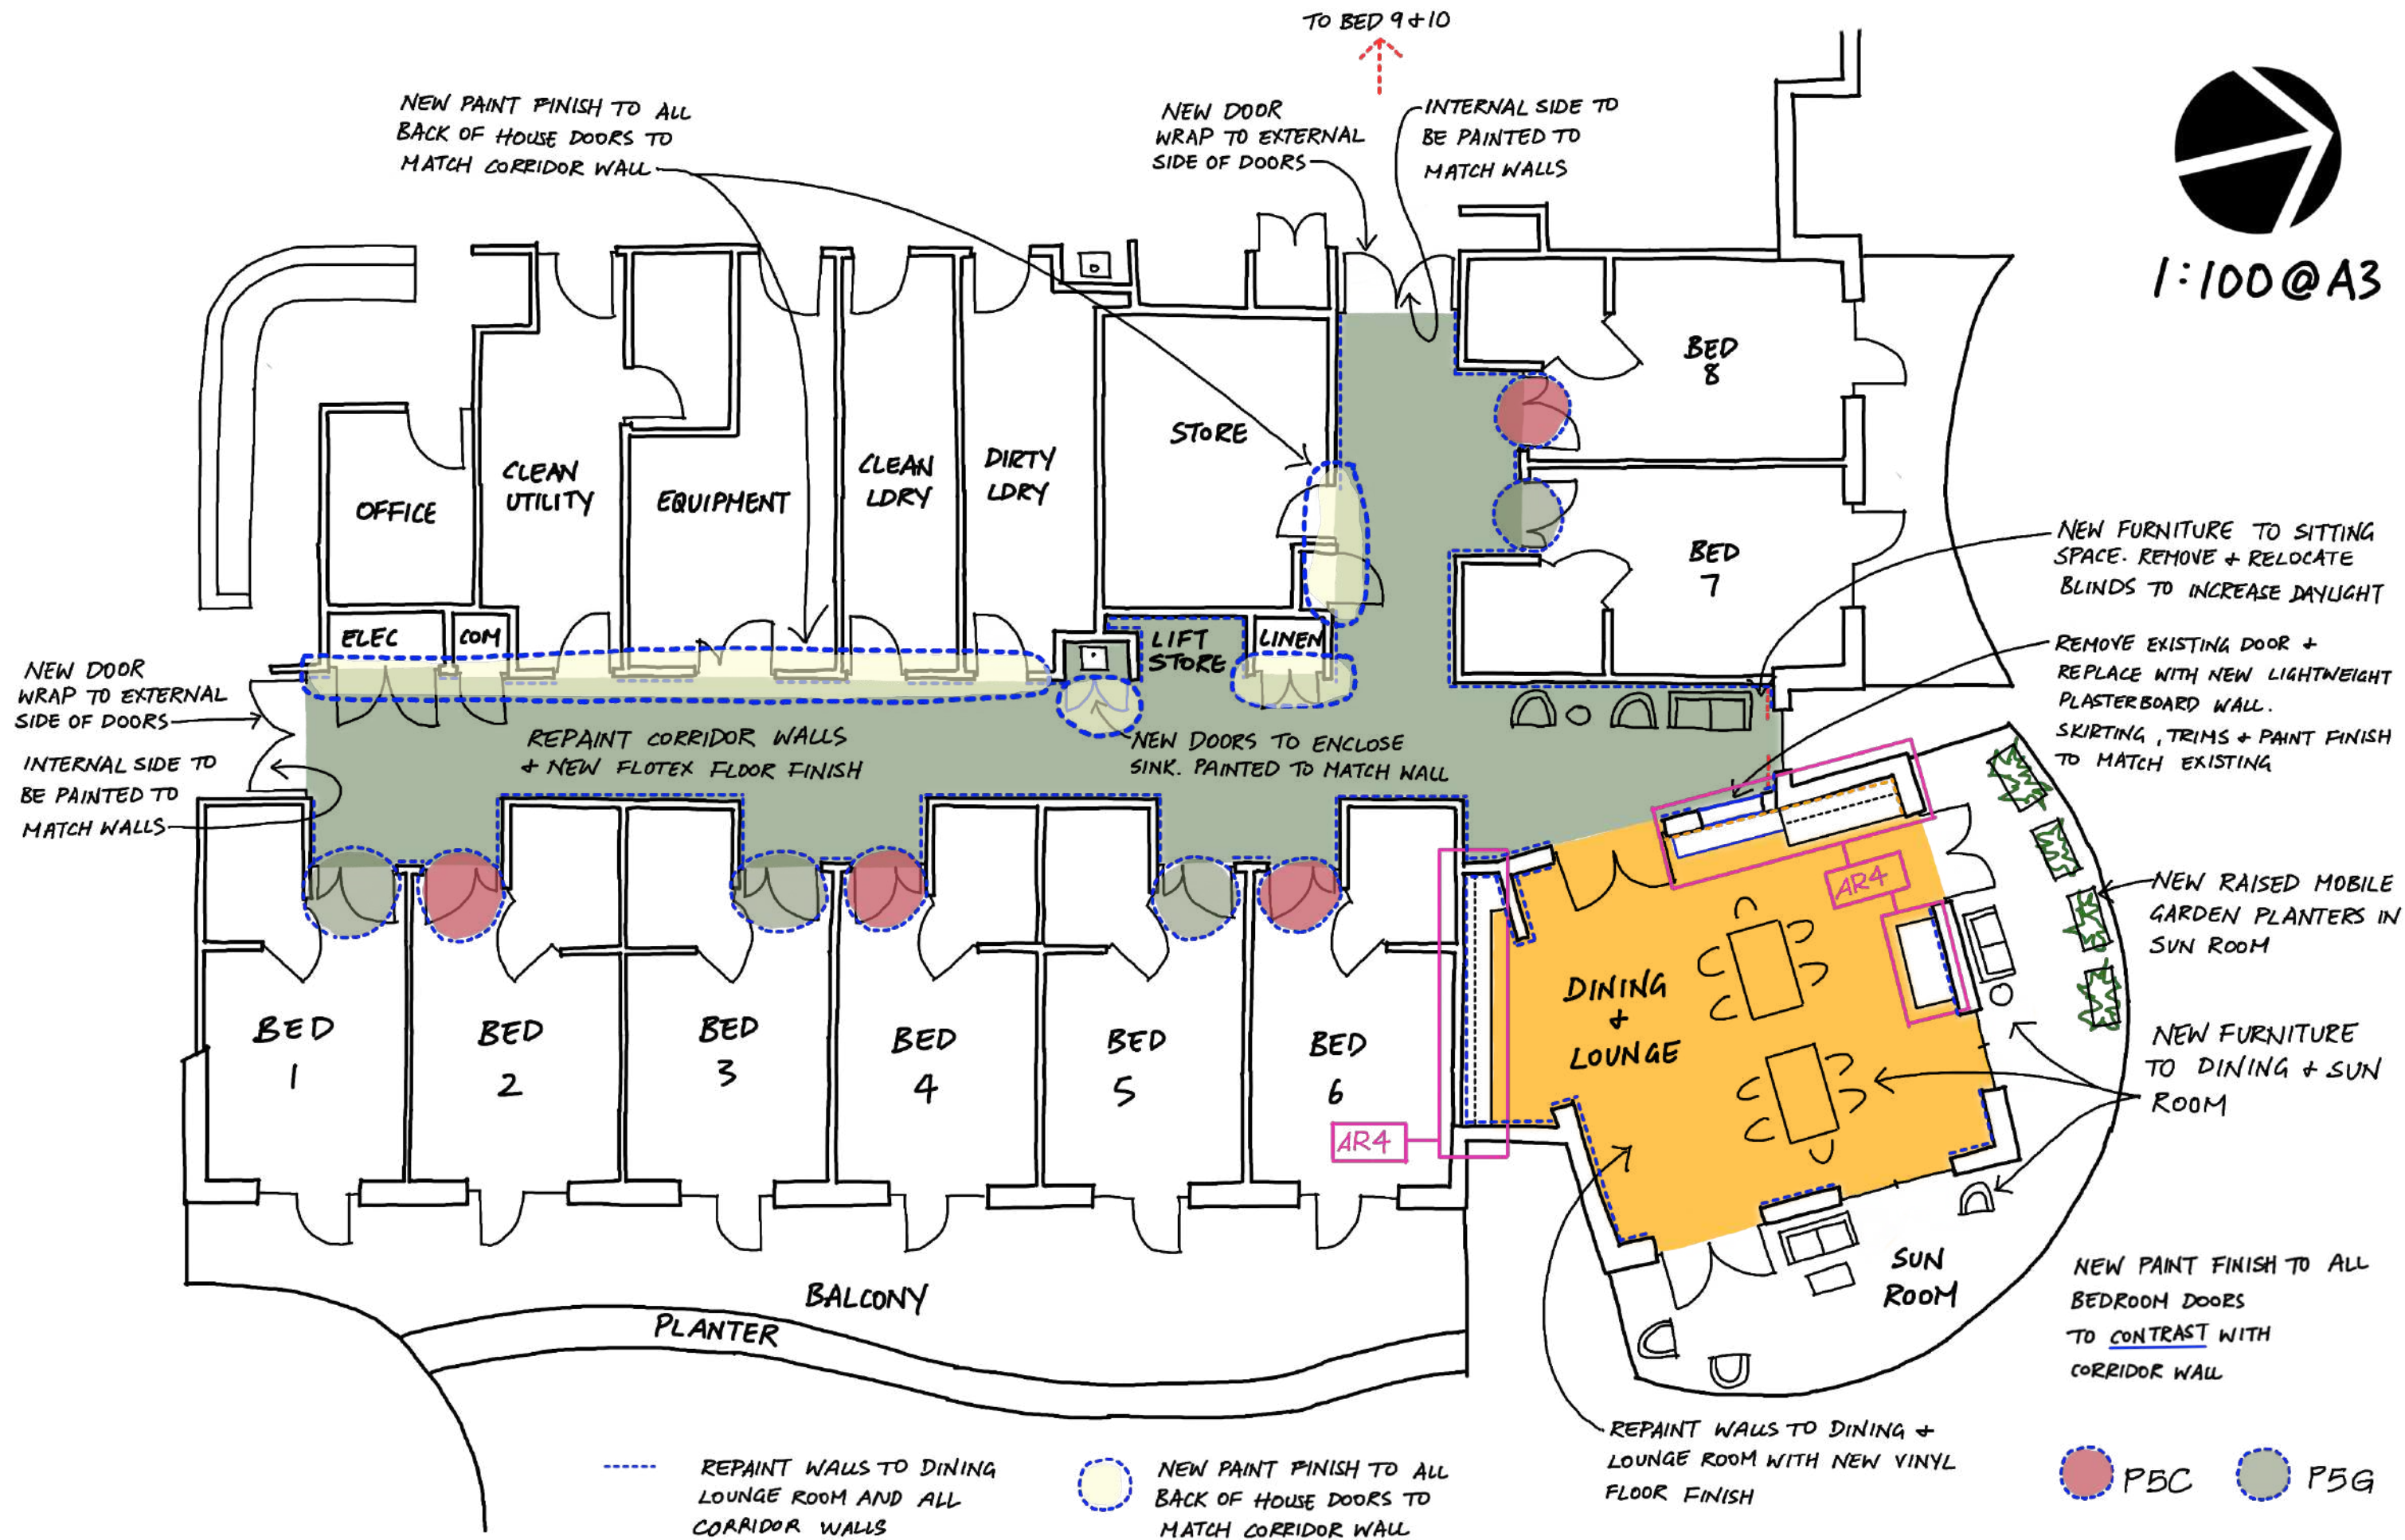 TO BED 9+10
NEW PAINT FINISH TO ALL
BACK OF HOUSE DOORS TO
MATCH CORRIDOR WALL
NEW DOOR
WRAP TO EXTERNAL
SIDE OF DOORS
INTERNAL SIDE TO
BE PAINTED TO
MATCH WALLS
1:100@A3
BED
8
STORE
CLEAN
UTILITY
CLEAN
LDRY
DIRTY
LDRY
OFFICE
EQUIPMENT
BED
7
NEW FURNITURE TO SITTING
SPACE. REMOVE + RELOCATE
BLINDS TO INCREASE DAYLIGHT
ELEC
COM
LIFT
STORE
LINEN
REMOVE EXISTING DOOR +
REPLACE WITH NEW LIGHTWEIGHT
PLASTERBOARD WALL.
SKIRTING, TRIMS + PAINT FINISH
TO MATCH EXISTING
NEW DOOR
WRAP TO EXTERNAL
SIDE OF DOORS
INTERNAL SIDE TO
BE PAINTED TO
MATCH WALLS
REPAINT CORRIDOR WALLS
+ NEW FLOTEX FLOOR FINISH
NEW DOORS TO ENCLOSE
SINK. PAINTED TO MATCH WALL
AR4
NEW RAISED MOBILE
GARDEN PLANTERS IN
SUN ROOM
DINING
+
LOUNGE
BED
1
BED
2
BED
3
BED
4
BED
5
BED
6
AR4
NEW FURNITURE
TO DINING + SUN
ROOM
SUN
ROOM
BALCONY
PLANTER
NEW PAINT FINISH TO ALL
BEDROOM DOORS
TO CONTRAST WITH
CORRIDOR WALL
REPAINT WALLS TO DINING +
LOUNGE ROOM WITH NEW VINYL
FLOOR FINISH
REPAINT WALLS TO DINING
LOUNGE ROOM AND ALL
CORRIDOR WALLS
NEW PAINT FINISH TO ALL
BACK OF HOUSE DOORS TO
MATCH CORRIDOR WALL
P5C
P5G